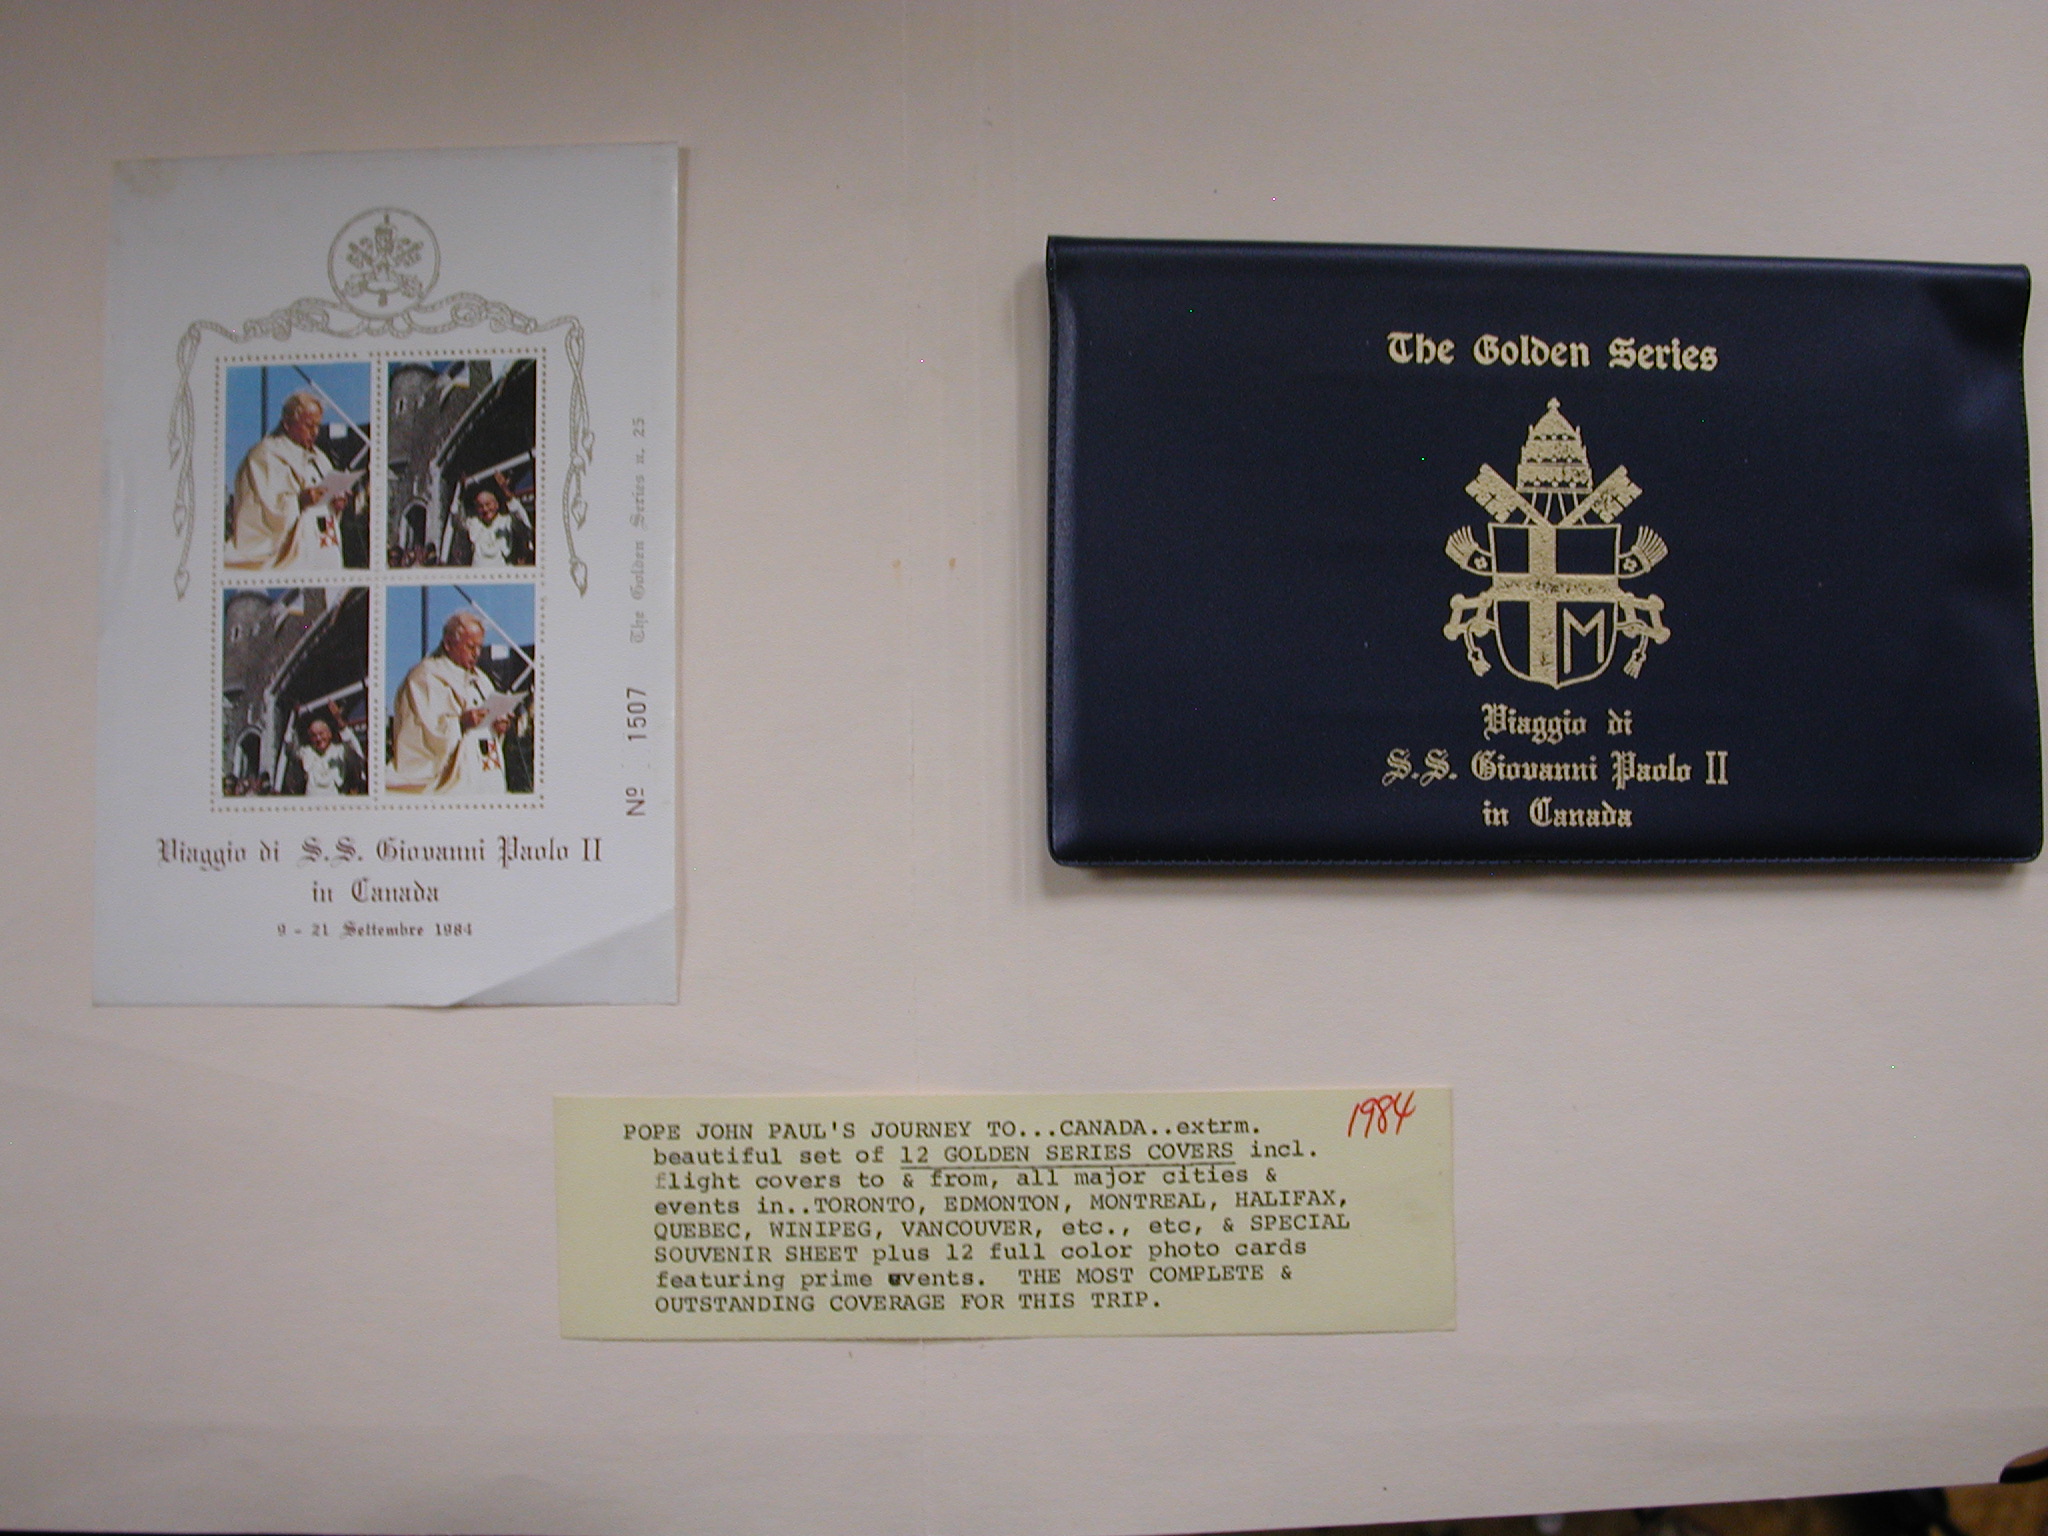 Viaggio di S.S. Giovanni Paolo II
in Canada
9 - 21 Settembre 1984
Nº 1507 The Golden Series n. 25
The Golden Series
M
Viaggio di
S.S. Giovanni Paolo II
in Canada
1984
POPE JOHN PAUL'S JOURNEY TO...CANADA..extrm.
beautiful set of 12 GOLDEN SERIES COVERS incl.
flight covers to & from, all major cities &
events in..TORONTO, EDMONTON, MONTREAL, HALIFAX,
QUEBEC, WINIPEG, VANCOUVER, etc., etc, & SPECIAL
SOUVENIR SHEET plus 12 full color photo cards
featuring prime events. THE MOST COMPLETE &
OUTSTANDING COVERAGE FOR THIS TRIP.